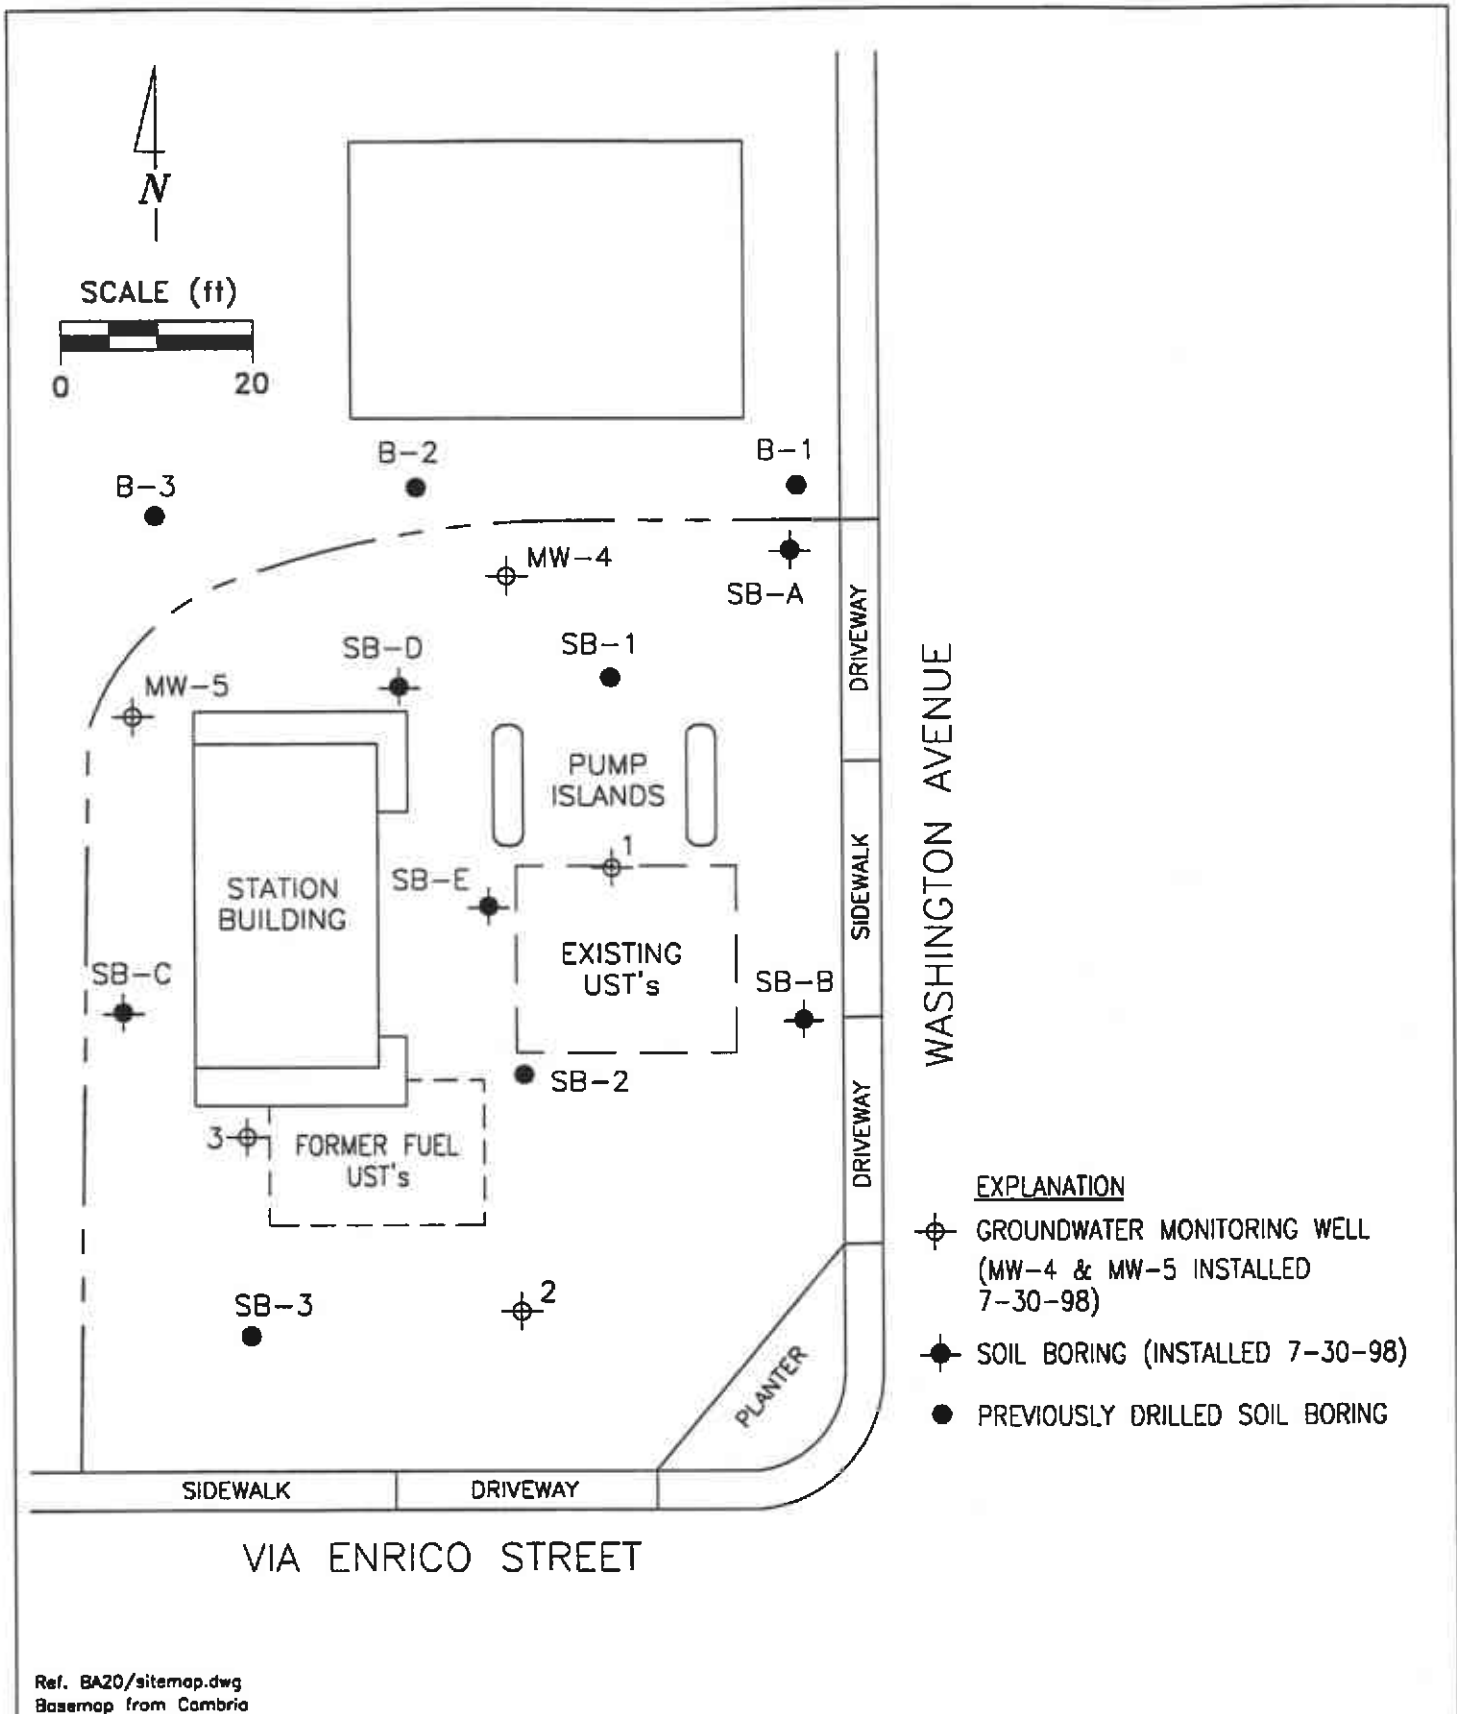 N
SCALE (ft)
0 20
B-3
B-2
B-1
MW-4
SB-A
SB-D
SB-1
MW-5
PUMP
ISLANDS
1
STATION
BUILDING
SB-E
EXISTING
UST's
SB-C
SB-B
SB-2
3
FORMER FUEL
UST's
SB-3
2
DRIVEWAY
SIDEWALK
DRIVEWAY
WASHINGTON AVENUE
PLANTER
SIDEWALK
DRIVEWAY
VIA ENRICO STREET
EXPLANATION
GROUNDWATER MONITORING WELL
(MW-4 & MW-5 INSTALLED
7-30-98)
SOIL BORING (INSTALLED 7-30-98)
PREVIOUSLY DRILLED SOIL BORING
Ref. BA20/sitemap.dwg
Basemap from Cambria